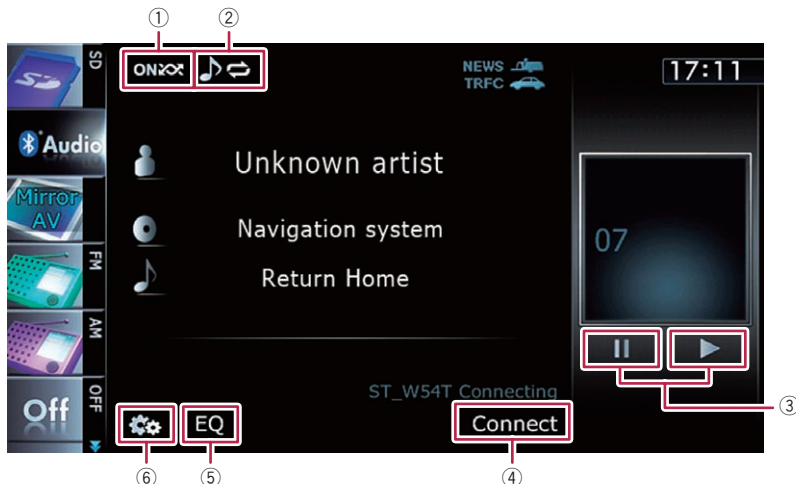 ① ②
SD
ON
NEWS
TRFC
17:11
Audio
Unknown artist
Mirror
AV
Navigation system
07
FM
Return Home
AM
ST_W54T Connecting
③
Off
OFF
EQ
Connect
⑥ ⑤ ④